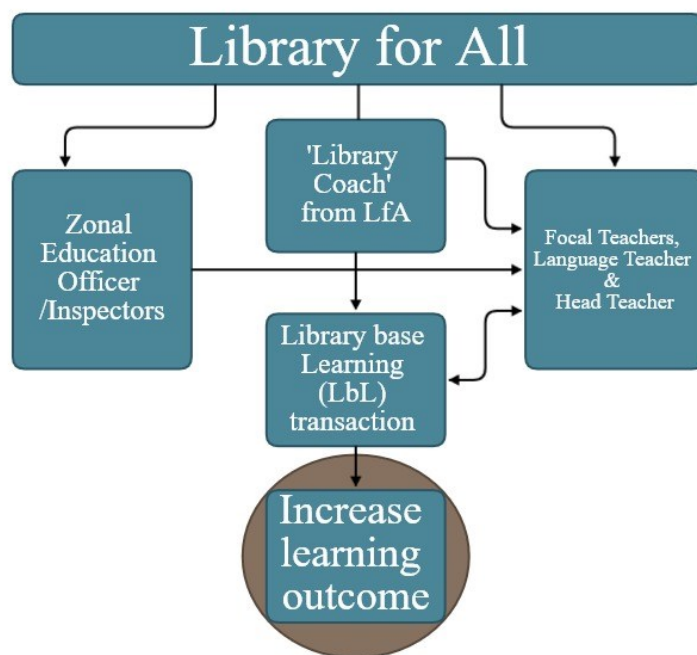 Library for All
'Library
Coach'
from LfA
Zonal
Education
Officer
/Inspectors
Focal Teachers,
Language Teacher
&
Head Teacher
Library base
Learning
(LbL)
transaction
Increase
learning
outcome